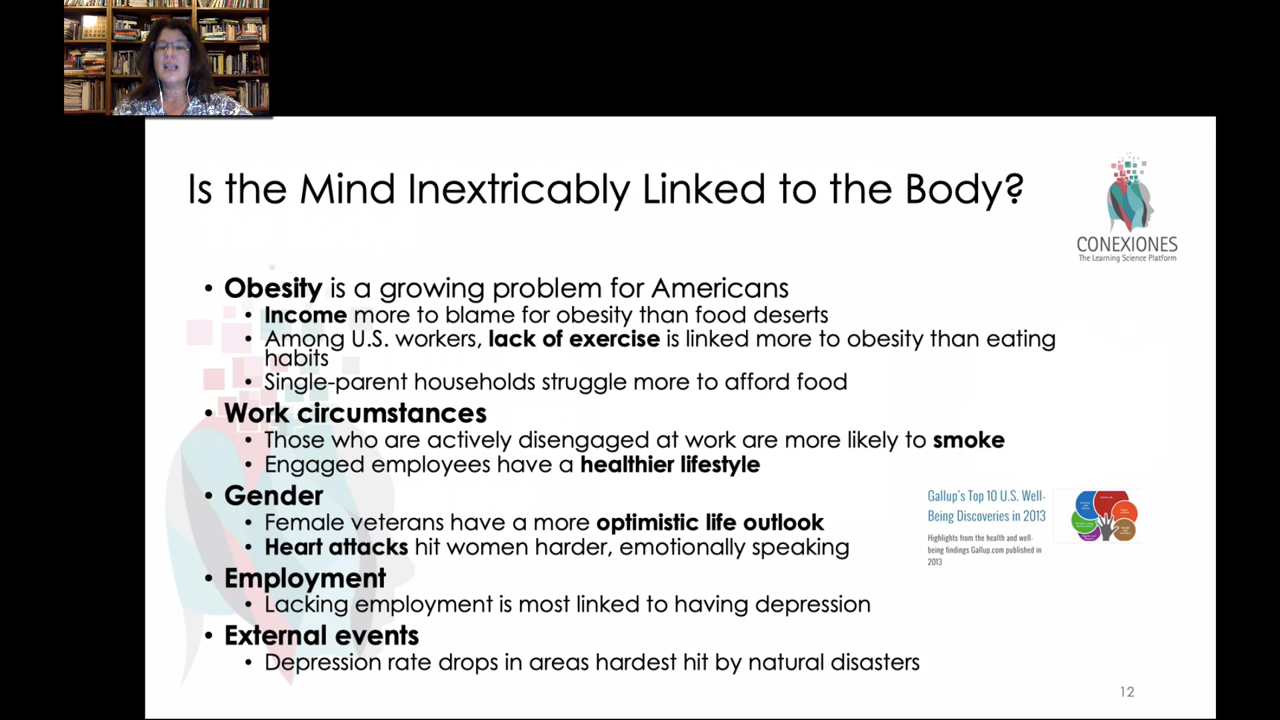 Is the Mind Inextricably Linked to the Body?
CONEXIONES
The Learning Science Platform
• Obesity is a growing problem for Americans
• Income more to blame for obesity than food deserts
• Among U.S. workers, lack of exercise is linked more to obesity than eating
habits
• Single-parent households struggle more to afford food
• Work circumstances
• Those who are actively disengaged at work are more likely to smoke
• Engaged employees have a healthier lifestyle
• Gender
• Female veterans have a more optimistic life outlook
• Heart attacks hit women harder, emotionally speaking
• Employment
• Lacking employment is most linked to having depression
• External events
• Depression rate drops in areas hardest hit by natural disasters
Gallup's Top 10 U.S. Well-
Being Discoveries in 2013
Highlights from the health and well-
being findings Gallup.com published in
2013
12